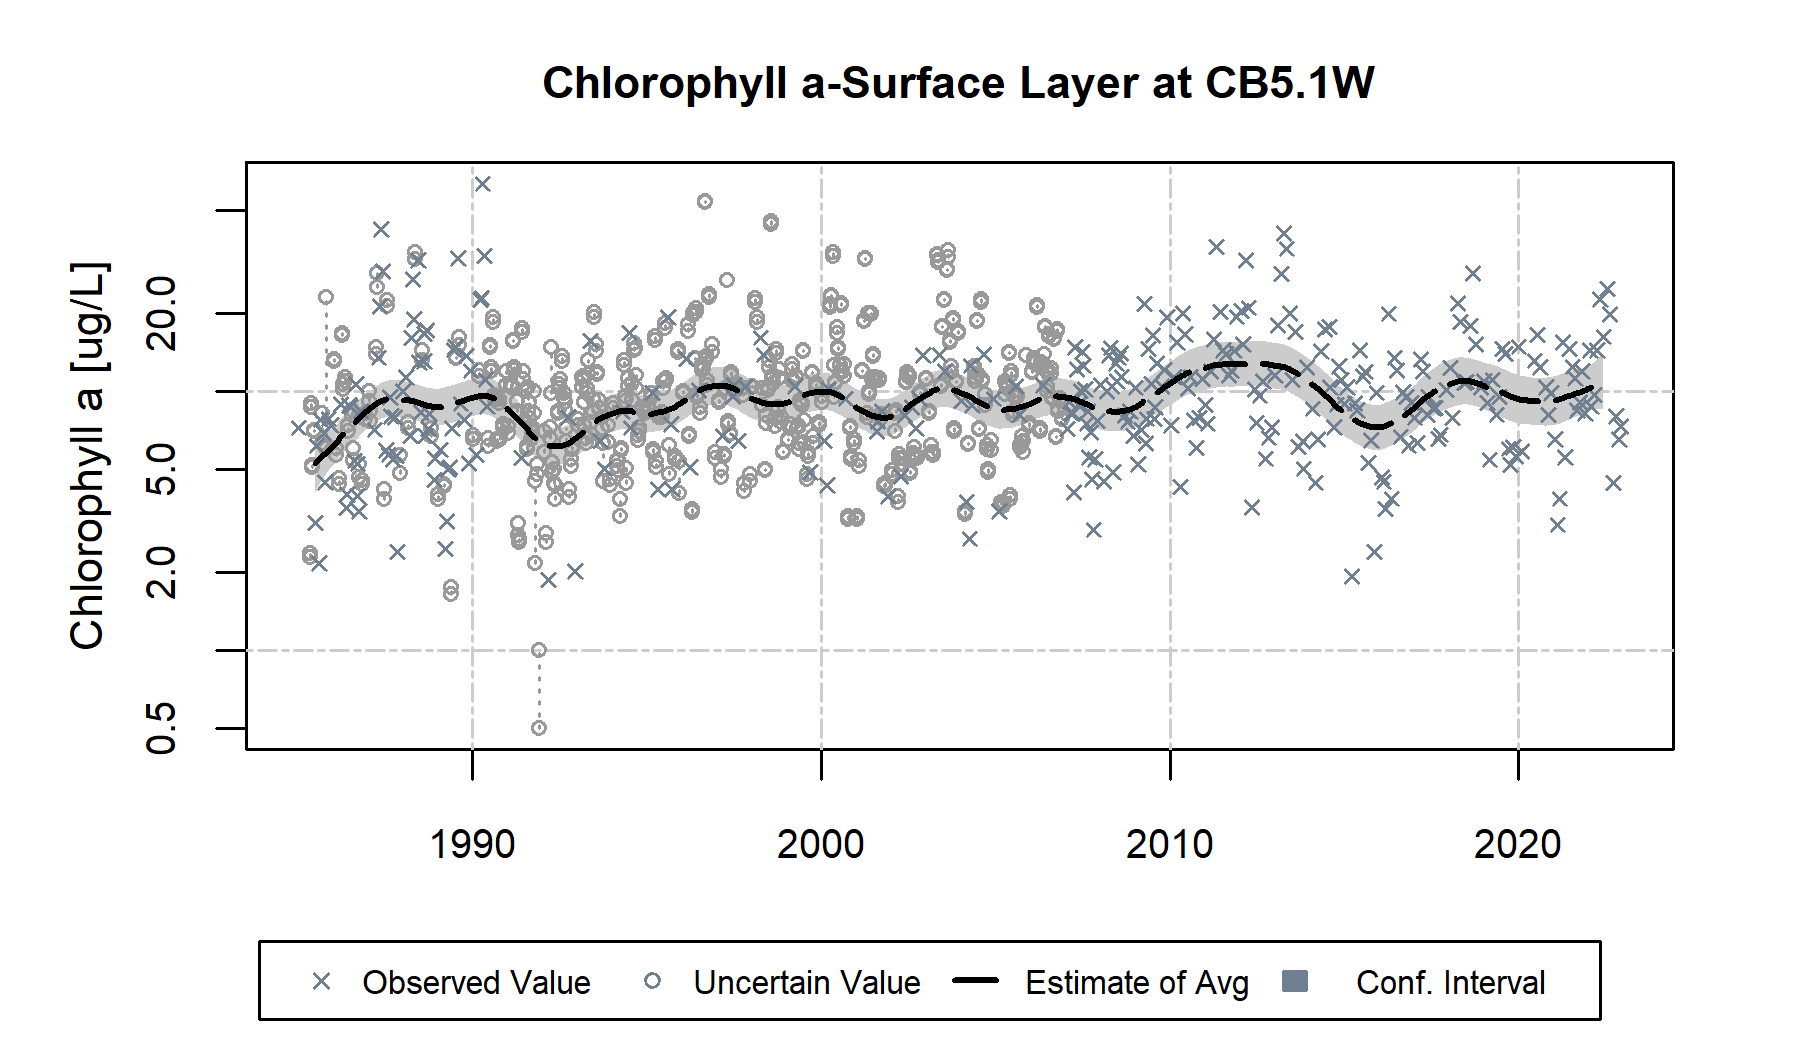 Chlorophyll a-Surface Layer at CB5.1W
Chlorophyll a [ug/L]
20.0
5.0
2.0
0.5
1990 2000 2010 2020
Observed Value Uncertain Value Estimate of Avg Conf. Interval